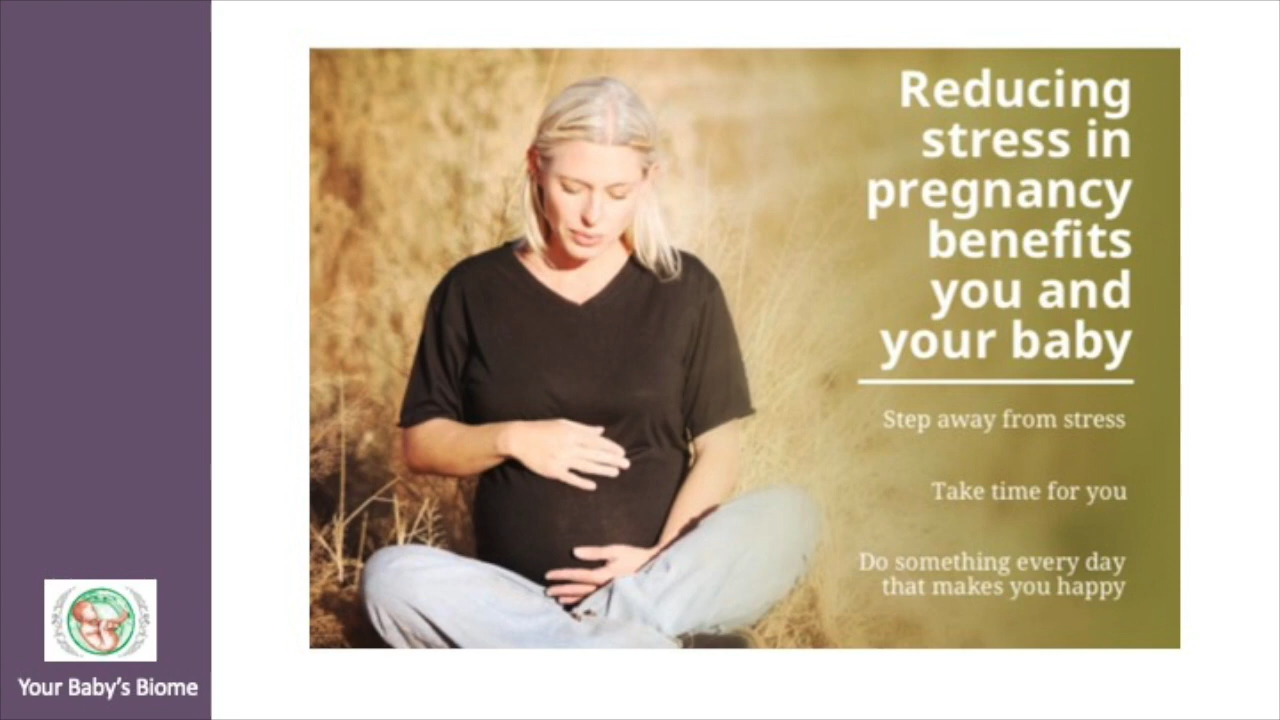 Reducing
stress in
pregnancy
benefits
you and
your baby
Step away from stress
Take time for you
Do something every day
that makes you happy
Your Baby's Biome